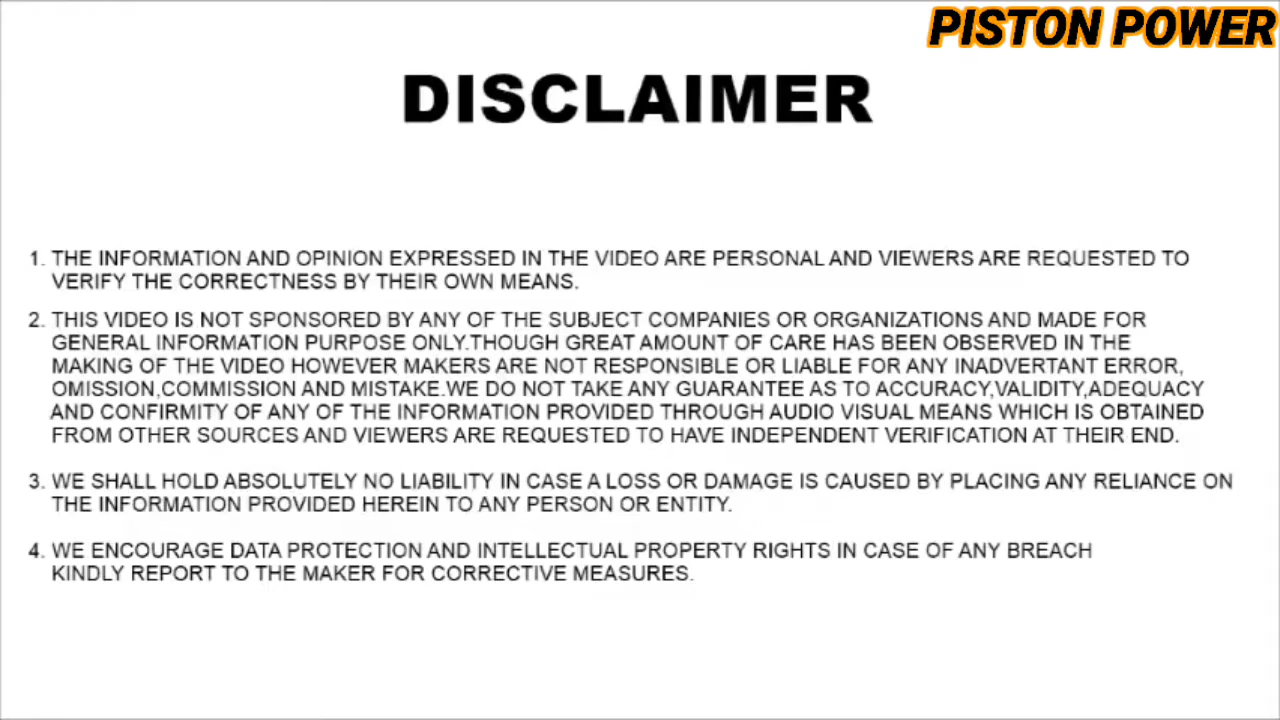 PISTON POWER
DISCLAIMER
1. THE INFORMATION AND OPINION EXPRESSED IN THE VIDEO ARE PERSONAL AND VIEWERS ARE REQUESTED TO
VERIFY THE CORRECTNESS BY THEIR OWN MEANS.
2. THIS VIDEO IS NOT SPONSORED BY ANY OF THE SUBJECT COMPANIES OR ORGANIZATIONS AND MADE FOR
GENERAL INFORMATION PURPOSE ONLY.THOUGH GREAT AMOUNT OF CARE HAS BEEN OBSERVED IN THE
MAKING OF THE VIDEO HOWEVER MAKERS ARE NOT RESPONSIBLE OR LIABLE FOR ANY INADVERTANT ERROR,
OMISSION,COMMISSION AND MISTAKE.WE DO NOT TAKE ANY GUARANTEE AS TO ACCURACY,VALIDITY,ADEQUACY
AND CONFIRMITY OF ANY OF THE INFORMATION PROVIDED THROUGH AUDIO VISUAL MEANS WHICH IS OBTAINED
FROM OTHER SOURCES AND VIEWERS ARE REQUESTED TO HAVE INDEPENDENT VERIFICATION AT THEIR END.
3. WE SHALL HOLD ABSOLUTELY NO LIABILITY IN CASE A LOSS OR DAMAGE IS CAUSED BY PLACING ANY RELIANCE ON
THE INFORMATION PROVIDED HEREIN TO ANY PERSON OR ENTITY.
4. WE ENCOURAGE DATA PROTECTION AND INTELLECTUAL PROPERTY RIGHTS IN CASE OF ANY BREACH
KINDLY REPORT TO THE MAKER FOR CORRECTIVE MEASURES.